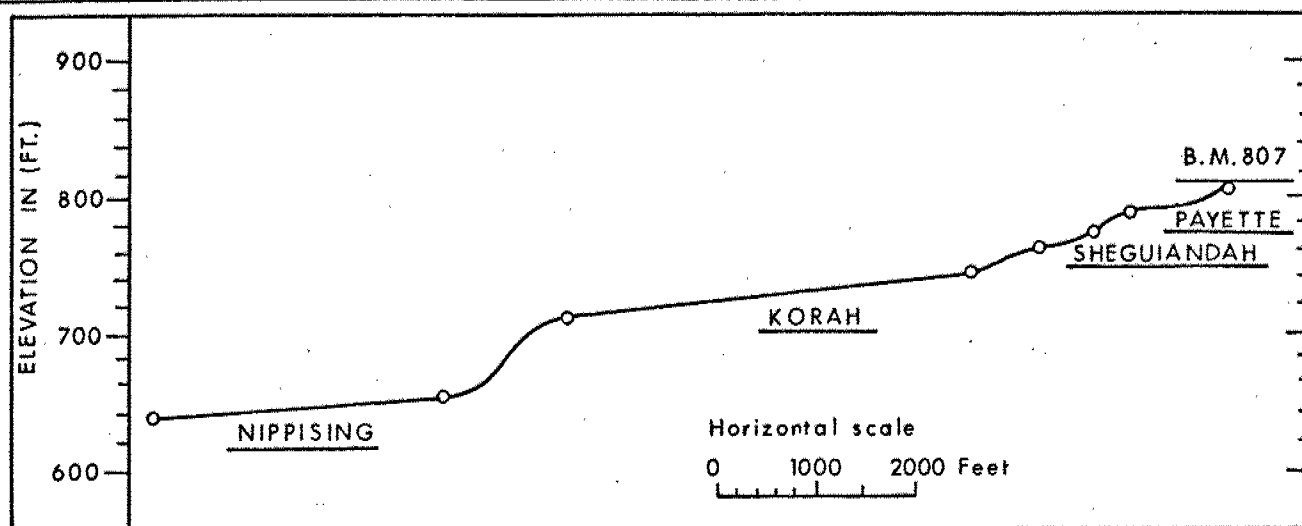 900
B.M.807
800
PAYETTE
SHEGUIANDAH
ELEVATION IN (FT.)
700
KORAH
NIPPISING
Horizontal scale
600
0 1000 2000 Feet